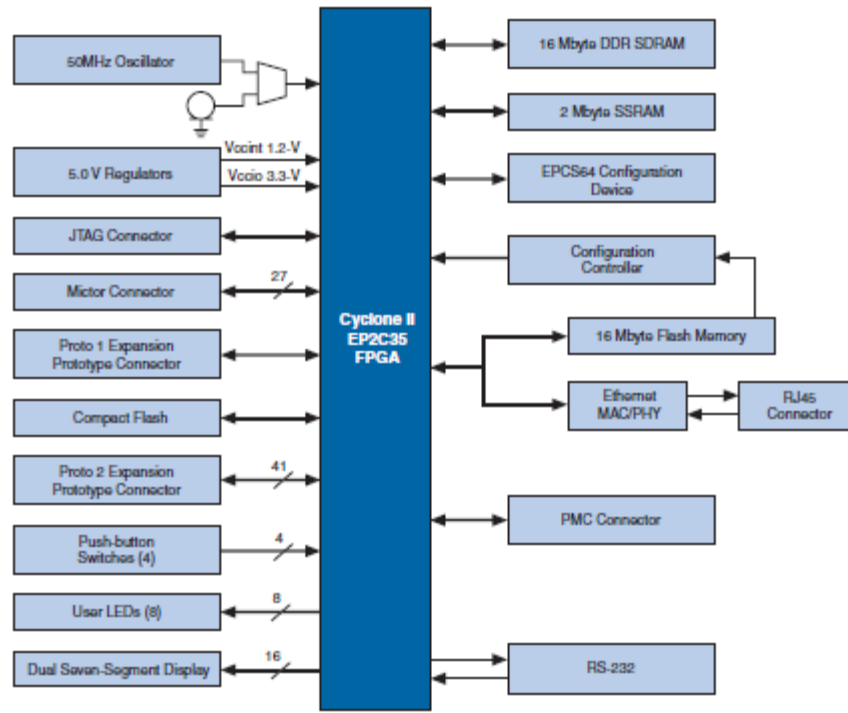 50MHz Oscillator
Vccint 1.2-V
5.0 V Regulators
Vccio 3.3-V
JTAG Connector
Mictor Connector
27
Proto 1 Expansion
Prototype Connector
Compact Flash
Proto 2 Expansion
Prototype Connector
41
Push-button
Switches (4)
4
User LEDs (8)
8
Dual Seven-Segment Display
16
Cyclone II
EP2C35
FPGA
16 Mbyte DDR SDRAM
2 Mbyte SSRAM
EPCS64 Configuration
Device
Configuration
Controller
16 Mbyte Flash Memory
Ethernet
MAC/PHY
RJ45
Connector
PMC Connector
RS-232